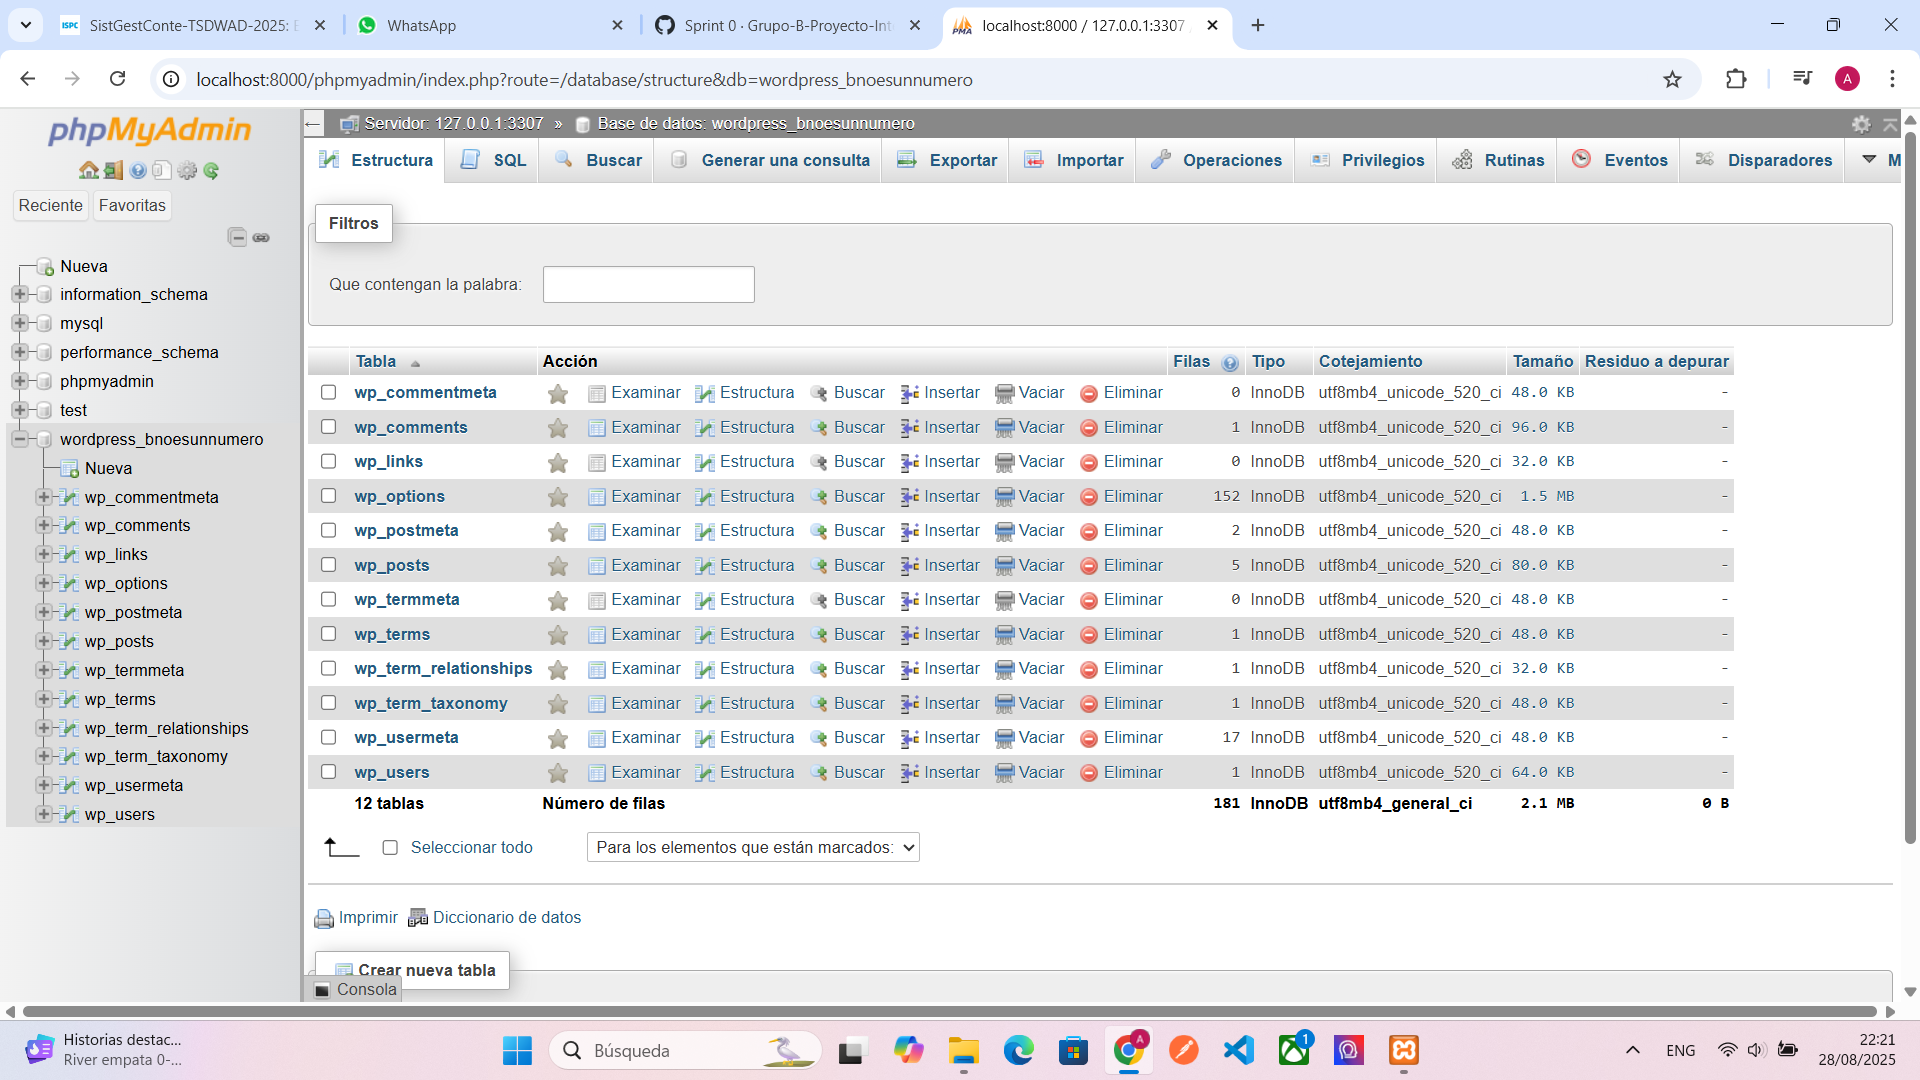 SistGestConte-TSDWAD-2025: E
WhatsApp
Sprint 0 · Grupo-B-Proyecto-Int
localhost:8000 / 127.0.0.1:3307
localhost:8000/phpmyadmin/index.php?route=/database/structure&db=wordpress_bnoesunnumero
A
phpMyAdmin
Reciente
Favoritas
Nueva
information_schema
mysql
performance_schema
phpmyadmin
test
wordpress_bnoesunnumero
Nueva
wp_commentmeta
wp_comments
wp_links
wp_options
wp_postmeta
wp_posts
wp_termmeta
wp_terms
wp_term_relationships
wp_term_taxonomy
wp_usermeta
wp_users
Servidor: 127.0.0.1:3307 » Base de datos: wordpress_bnoesunnumero
Estructura SQL Buscar Generar una consulta Exportar Importar Operaciones Privilegios Rutinas Eventos Disparadores M
Filtros
Que contengan la palabra:
Tabla Acción Filas Tipo Cotejamiento Tamaño Residuo a depurar
wp_commentmeta Examinar Estructura Buscar Insertar Vaciar Eliminar 0 InnoDB utf8mb4_unicode_520_ci 48.0 KB -
wp_comments Examinar Estructura Buscar Insertar Vaciar Eliminar 1 InnoDB utf8mb4_unicode_520_ci 96.0 KB -
wp_links Examinar Estructura Buscar Insertar Vaciar Eliminar 0 InnoDB utf8mb4_unicode_520_ci 32.0 KB -
wp_options Examinar Estructura Buscar Insertar Vaciar Eliminar 152 InnoDB utf8mb4_unicode_520_ci 1.5 MB -
wp_postmeta Examinar Estructura Buscar Insertar Vaciar Eliminar 2 InnoDB utf8mb4_unicode_520_ci 48.0 KB -
wp_posts Examinar Estructura Buscar Insertar Vaciar Eliminar 5 InnoDB utf8mb4_unicode_520_ci 80.0 KB -
wp_termmeta Examinar Estructura Buscar Insertar Vaciar Eliminar 0 InnoDB utf8mb4_unicode_520_ci 48.0 KB -
wp_terms Examinar Estructura Buscar Insertar Vaciar Eliminar 1 InnoDB utf8mb4_unicode_520_ci 48.0 KB -
wp_term_relationships Examinar Estructura Buscar Insertar Vaciar Eliminar 1 InnoDB utf8mb4_unicode_520_ci 32.0 KB -
wp_term_taxonomy Examinar Estructura Buscar Insertar Vaciar Eliminar 1 InnoDB utf8mb4_unicode_520_ci 48.0 KB -
wp_usermeta Examinar Estructura Buscar Insertar Vaciar Eliminar 17 InnoDB utf8mb4_unicode_520_ci 48.0 KB -
wp_users Examinar Estructura Buscar Insertar Vaciar Eliminar 1 InnoDB utf8mb4_unicode_520_ci 64.0 KB -
12 tablas Número de filas 181 InnoDB utf8mb4_general_ci 2.1 MB 0 B
Seleccionar todo
Para los elementos que están marcados:
Imprimir Diccionario de datos
Crear nueva tabla
Consola
Historias destac...
River empata 0-...
Búsqueda
A
1
ENG
22:21
28/08/2025